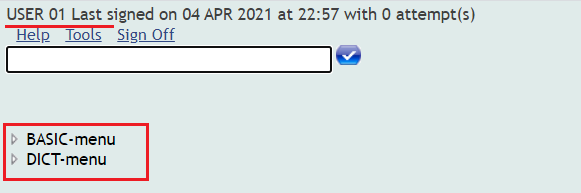 USER 01 Last signed on 04 APR 2021 at 22:57 with 0 attempt(s)
Help Tools Sign Off
BASIC-menu
DICT-menu